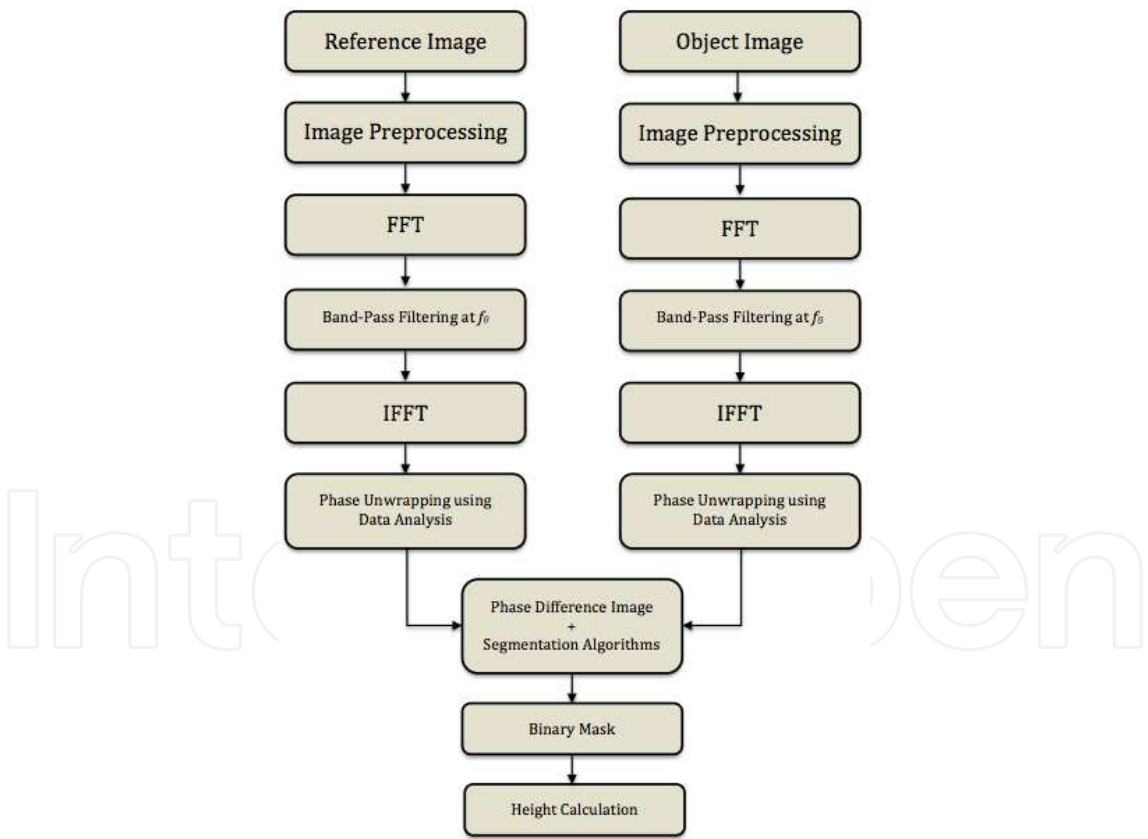 Reference Image
Object Image
Image Preprocessing
Image Preprocessing
FFT
FFT
Band-Pass Filtering at f₀
Band-Pass Filtering at
IFFT
IFFT
Phase Unwrapping using
Data Analysis
Phase Unwrapping using
Data Analysis
Phase Difference Image
+
Segmentation Algorithms
Binary Mask
Height Calculation